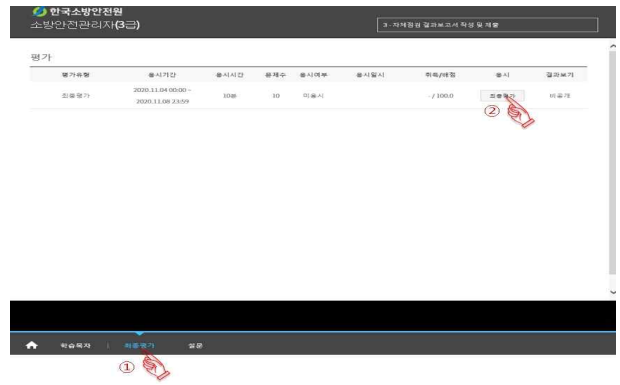 한국소방안전원
소방안전관리자(3급)
3 - 자체점검 결과보고서 작성 및 제출
평가
평가유형 응시기간 응시시간 문제수 응시여부 응시일시 취득/배점 응시 결과보기
최종평가 2020.11.04 00:00 ~ 2020.11.08 23:59 10분 10 미응시 - / 100.0 최종평가 비공개
②
학습목차 | 최종평가 설문
①